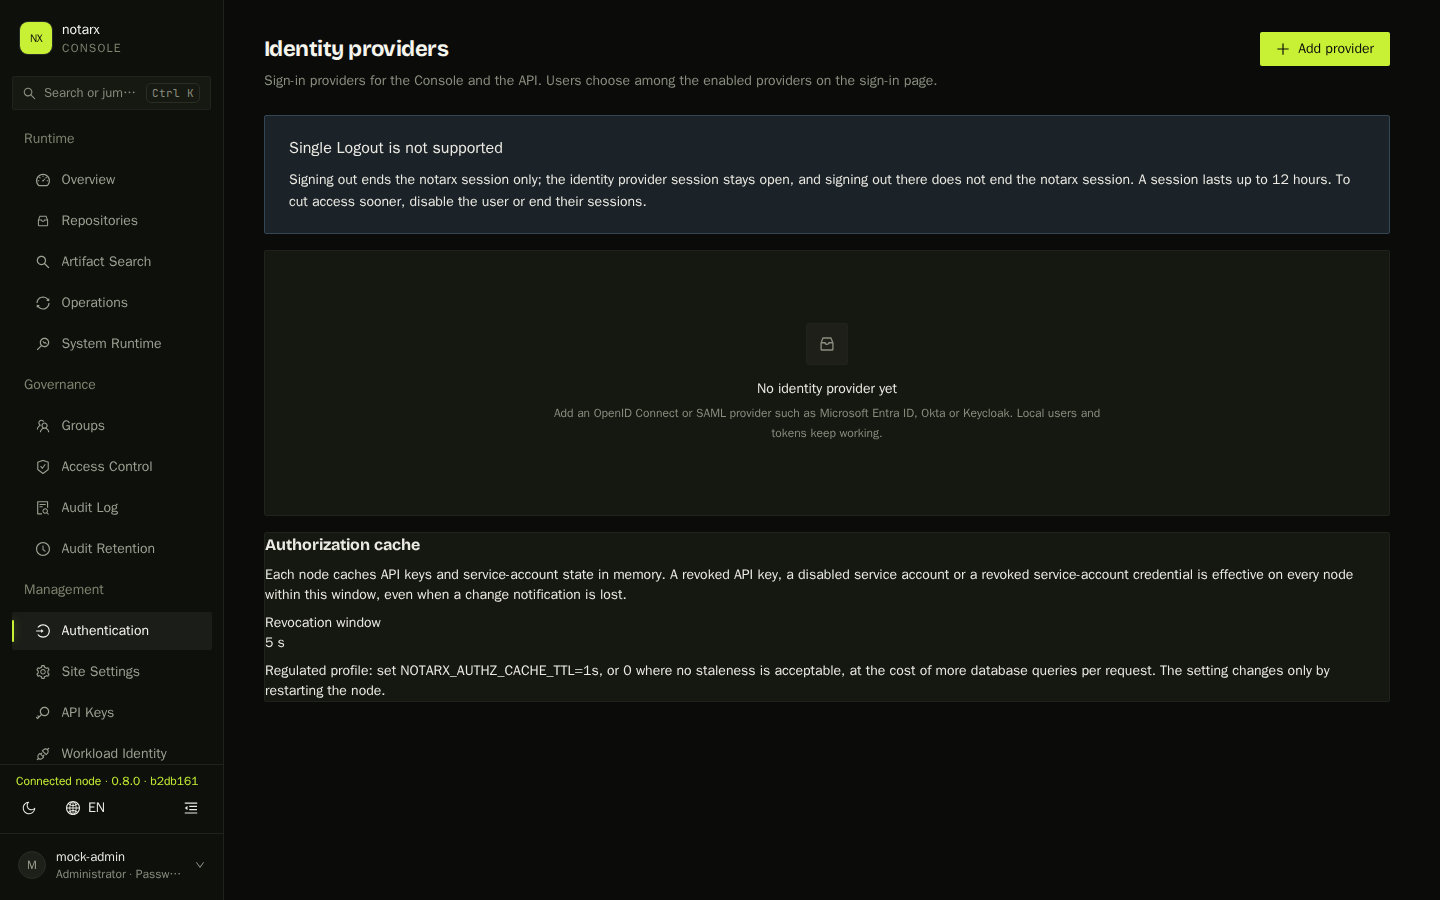 NX
notarx
CONSOLE
Search or jum···
Ctrl K
Runtime
Overview
Repositories
Artifact Search
Operations
System Runtime
Governance
Groups
Access Control
Audit Log
Audit Retention
Management
Authentication
Site Settings
API Keys
Workload Identity
Connected node · 0.8.0 · b2db161
EN
M
mock-admin
Administrator · Passw···
Identity providers
Add provider
Sign-in providers for the Console and the API. Users choose among the enabled providers on the sign-in page.
Single Logout is not supported
Signing out ends the notarx session only; the identity provider session stays open, and signing out there does not end the notarx session. A session lasts up to 12 hours. To
cut access sooner, disable the user or end their sessions.
No identity provider yet
Add an OpenID Connect or SAML provider such as Microsoft Entra ID, Okta or Keycloak. Local users and
tokens keep working.
Authorization cache
Each node caches API keys and service-account state in memory. A revoked API key, a disabled service account or a revoked service-account credential is effective on every node
within this window, even when a change notification is lost.
Revocation window
5 s
Regulated profile: set NOTARX_AUTHZ_CACHE_TTL=1s, or 0 where no staleness is acceptable, at the cost of more database queries per request. The setting changes only by
restarting the node.